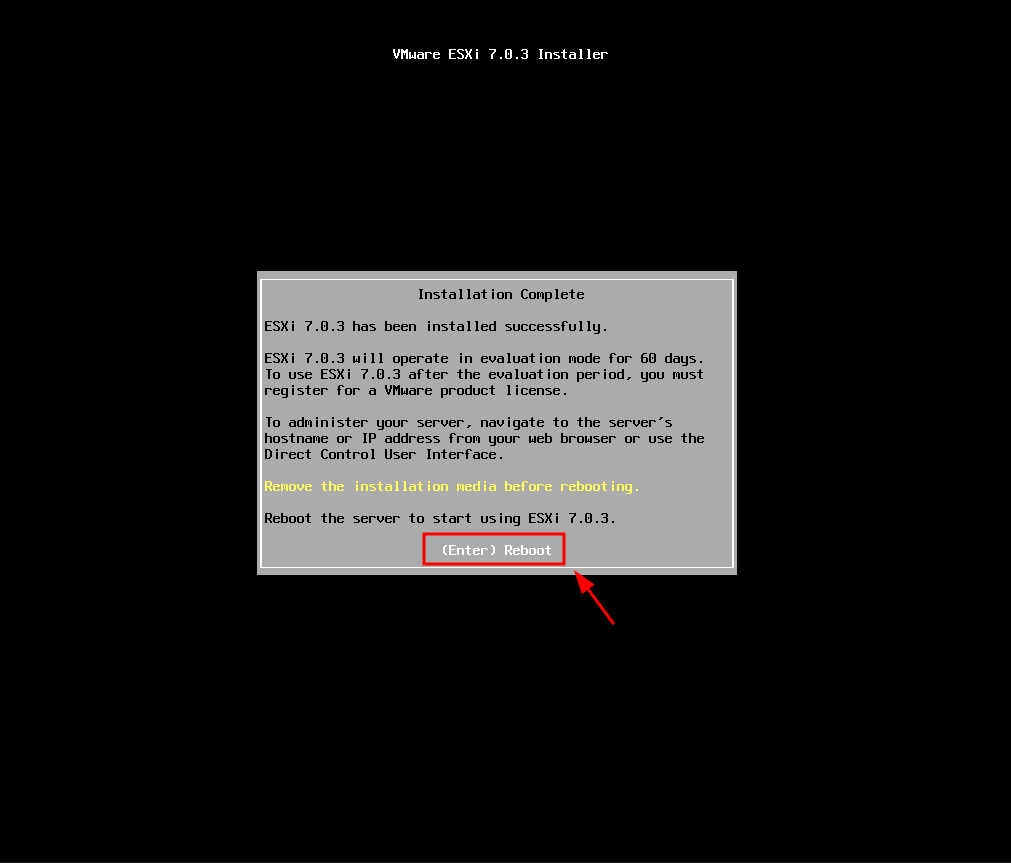 VMware ESXi 7.0.3 Installer
Installation Complete
ESXi 7.0.3 has been installed successfully.
ESXi 7.0.3 will operate in evaluation mode for 60 days.
To use ESXi 7.0.3 after the evaluation period, you must
register for a VMware product license.
To administer your server, navigate to the server's
hostname or IP address from your web browser or use the
Direct Control User Interface.
Remove the installation media before rebooting.
Reboot the server to start using ESXi 7.0.3.
(Enter) Reboot